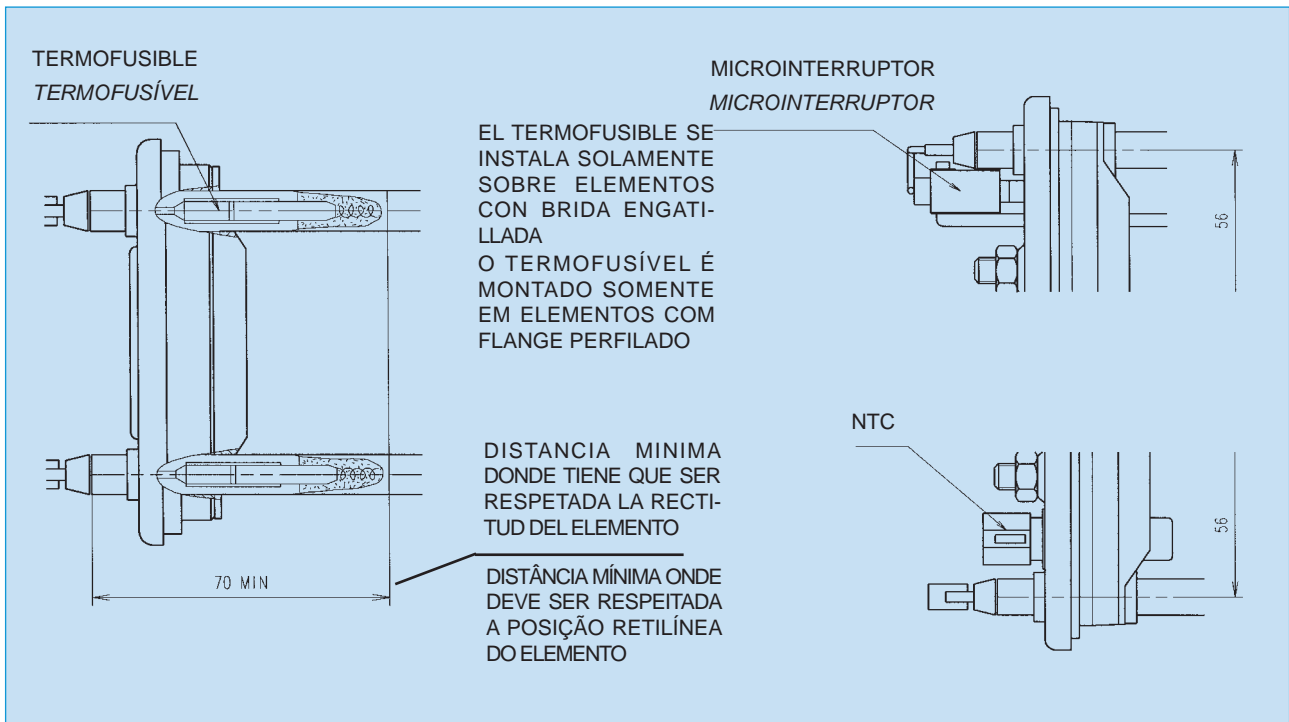 TERMOFUSIBLE
TERMOFUSÍVEL
EL TERMOFUSIBLE SE
INSTALA SOLAMENTE
SOBRE ELEMENTOS
CON BRIDA ENGATI-
LLADA
O TERMOFUSÍVEL É
MONTADO SOMENTE
EM ELEMENTOS COM
FLANGE PERFILADO
DISTANCIA MINIMA
DONDE TIENE QUE SER
RESPETADA LA RECTI-
TUD DEL ELEMENTO
DISTÂNCIA MÍNIMA ONDE
DEVE SER RESPEITADA
A POSIÇÃO RETILÍNEA
DO ELEMENTO
70 MIN
MICROINTERRUPTOR
MICROINTERRUPTOR
56
NTC
56